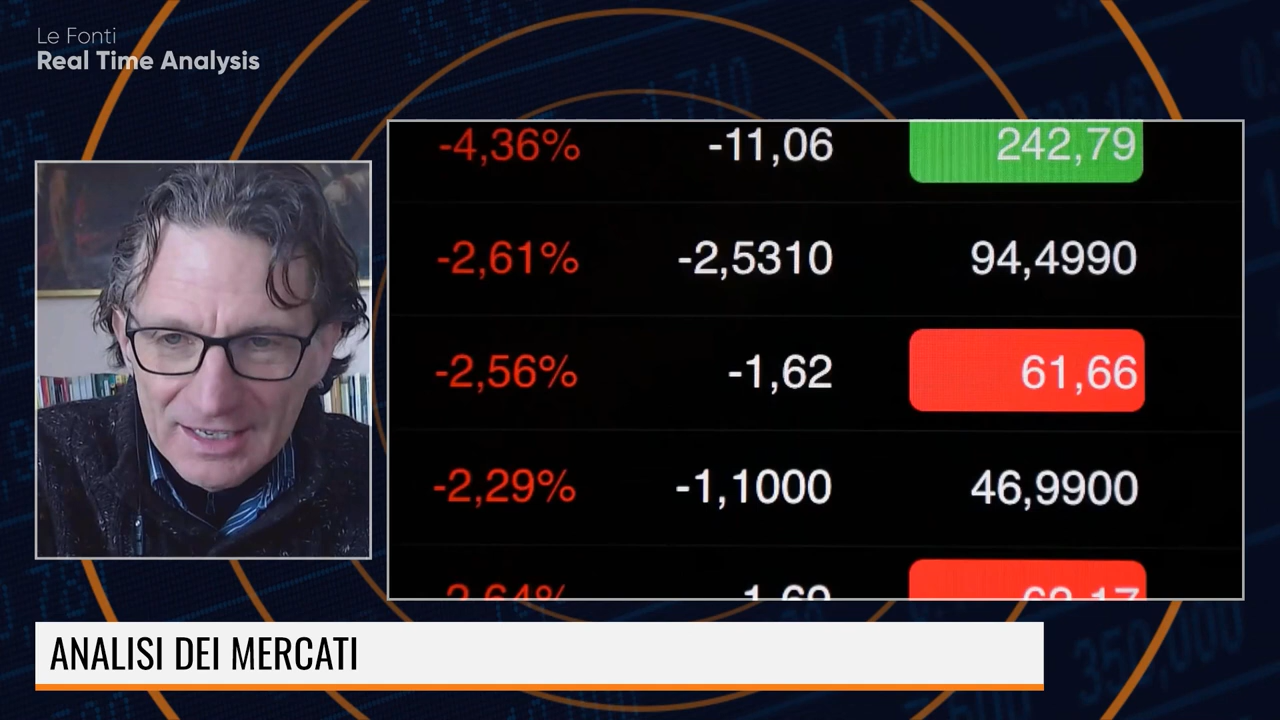 Le Fonti
Real Time Analysis
-4,36% -11,06 242,79
-2,61% -2,5310 94,4990
-2,56% -1,62 61,66
-2,29% -1,1000 46,9900
ANALISI DEI MERCATI